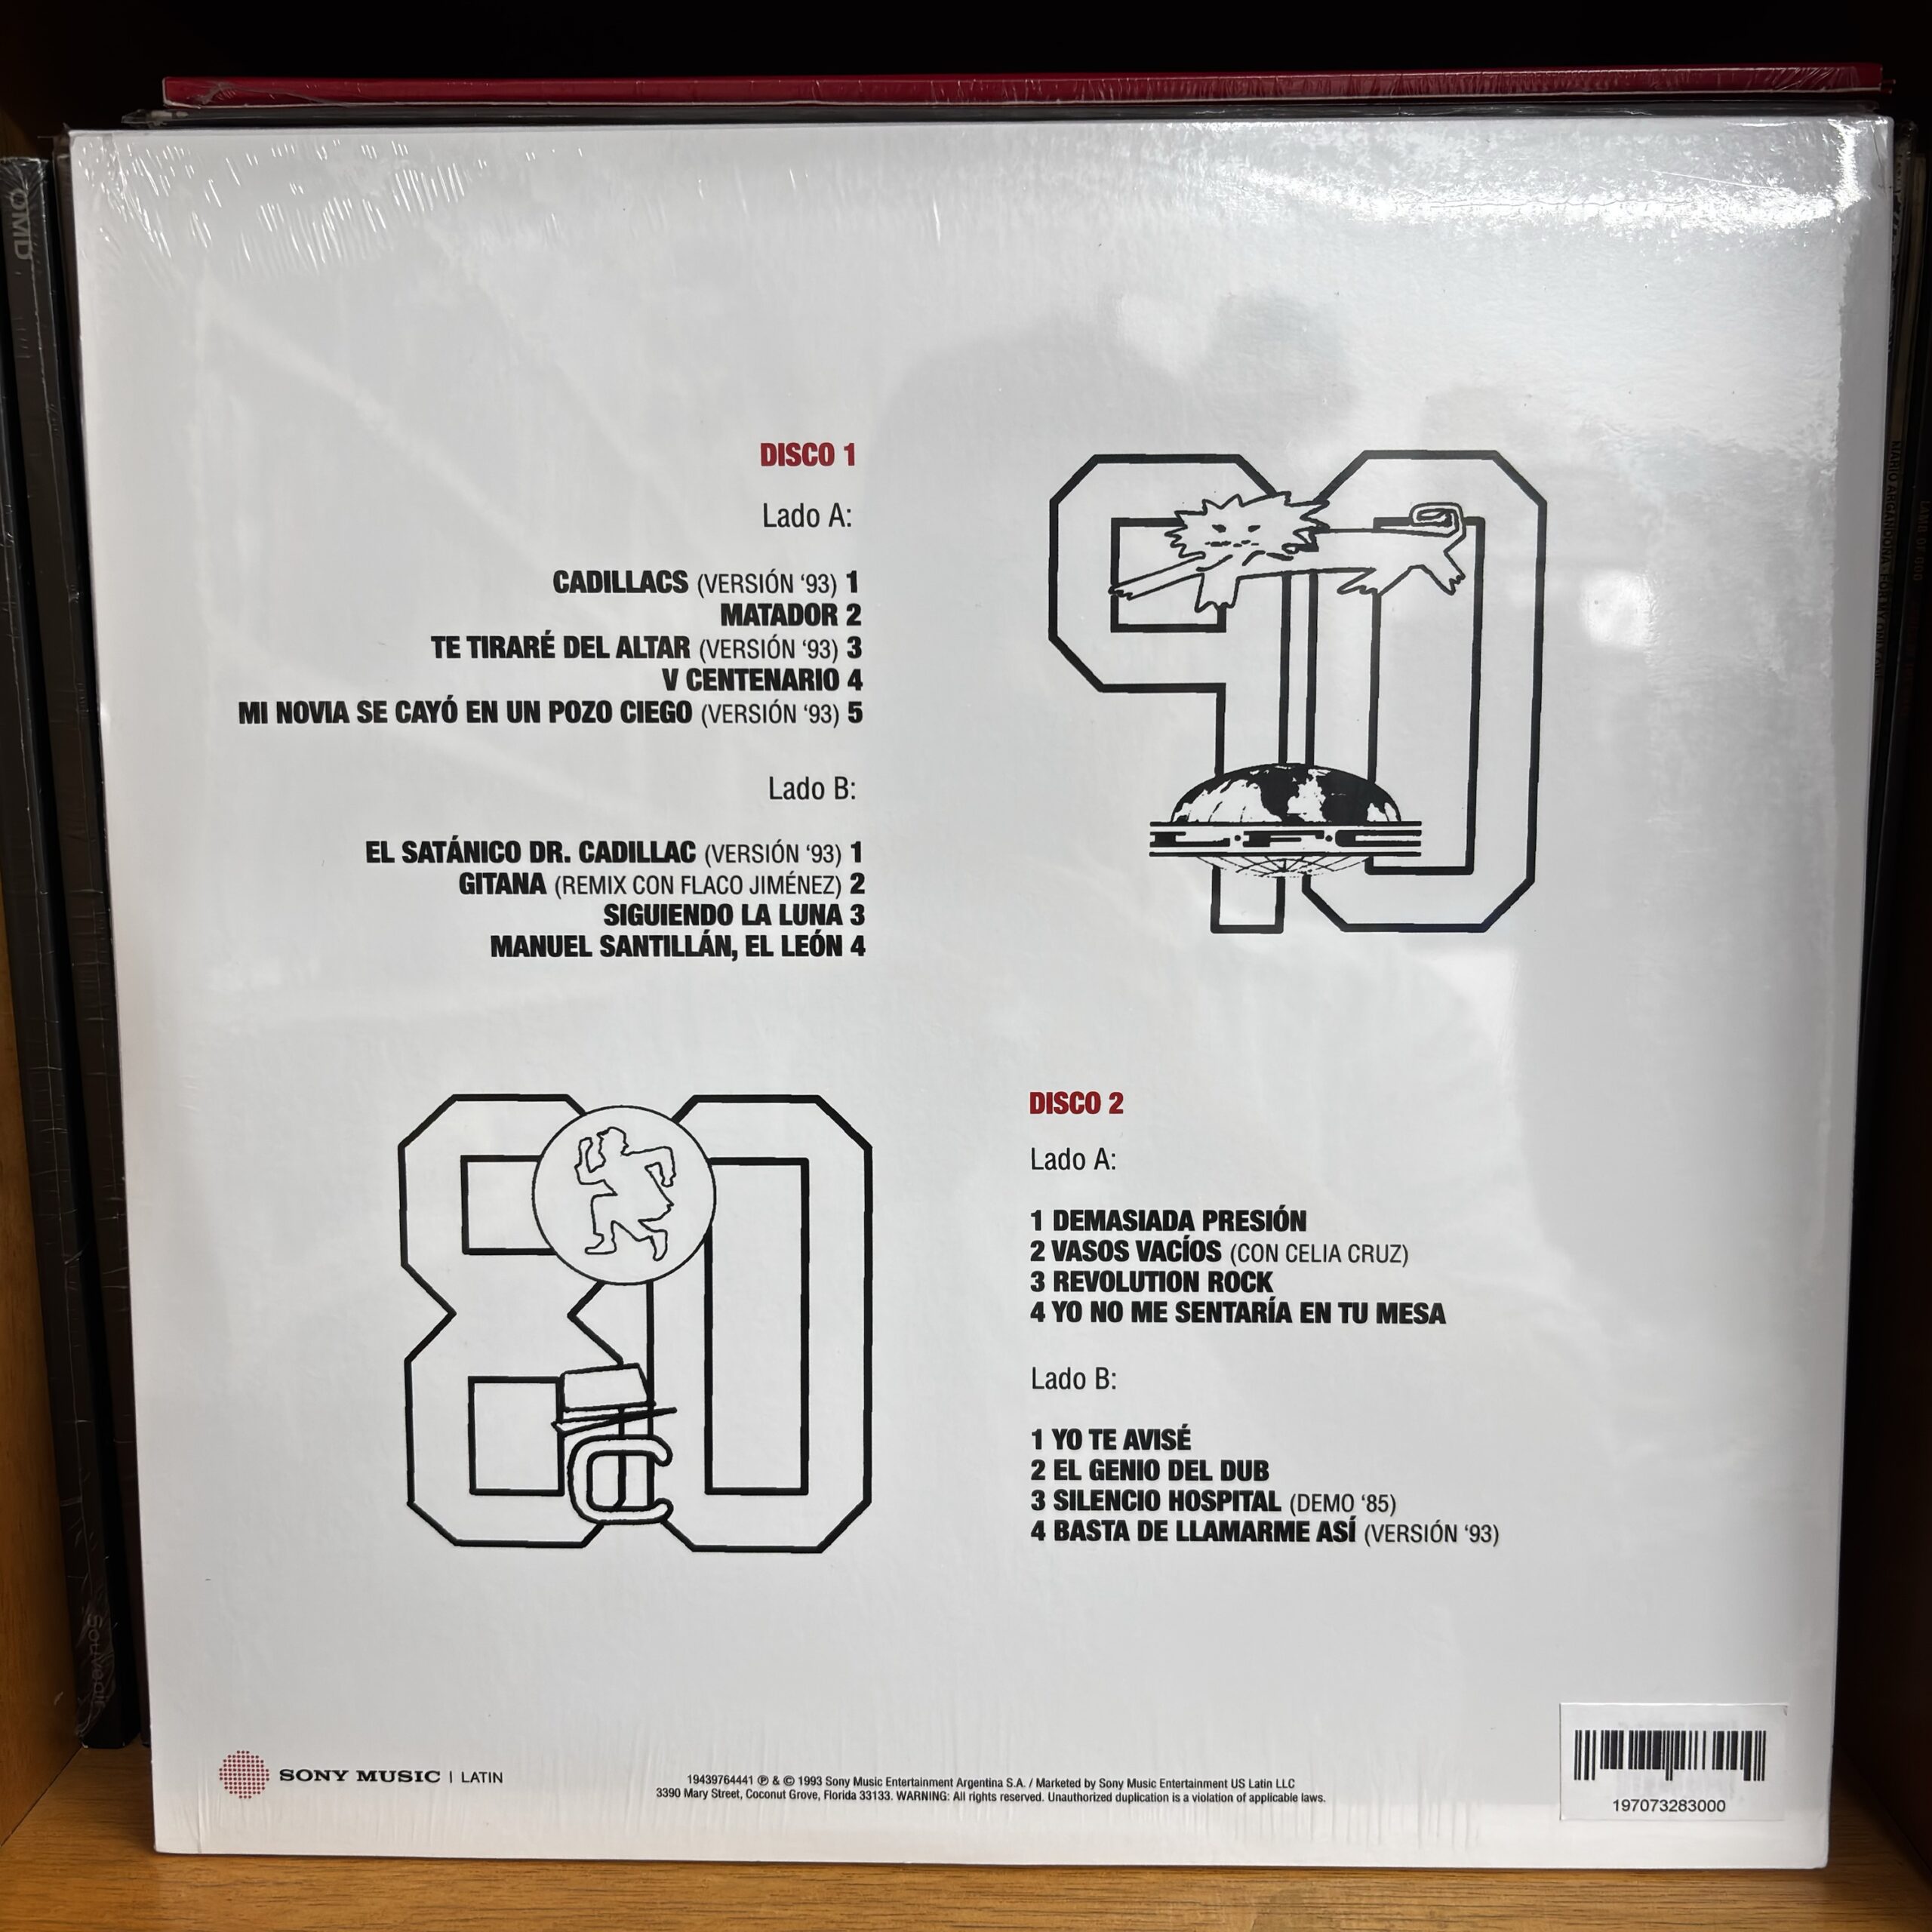 DISCO 1
Lado A:
CADILLACS (VERSIÓN ‘93) 1
MATADOR 2
TE TIRARÉ DEL ALTAR (VERSIÓN ‘93) 3
V CENTENARIO 4
MI NOVIA SE CAYÓ EN UN POZO CIEGO (VERSIÓN ‘93) 5
Lado B:
EL SATÁNICO DR. CADILLAC (VERSIÓN ‘93) 1
GITANA (REMIX CON FLACO JIMÉNEZ) 2
SIGUIENDO LA LUNA 3
MANUEL SANTILLÁN, EL LEÓN 4
90
L.F.C
80
DISCO 2
Lado A:
1 DEMASIADA PRESIÓN
2 VASOS VACÍOS (CON CELIA CRUZ)
3 REVOLUTION ROCK
4 YO NO ME SENTARÍA EN TU MESA
Lado B:
1 YO TE AVISÉ
2 EL GENIO DEL DUB
3 SILENCIO HOSPITAL (DEMO ‘85)
4 BASTA DE LLAMARME ASÍ (VERSIÓN ‘93)
SONY MUSIC | LATIN
19439764441 ℗ & © 1993 Sony Music Entertainment Argentina S.A. / Marketed by Sony Music Entertainment US Latin LLC
3390 Mary Street, Coconut Grove, Florida 33133. WARNING: All rights reserved. Unauthorized duplication is a violation of applicable laws.
197073283000
OMD
Souvenir